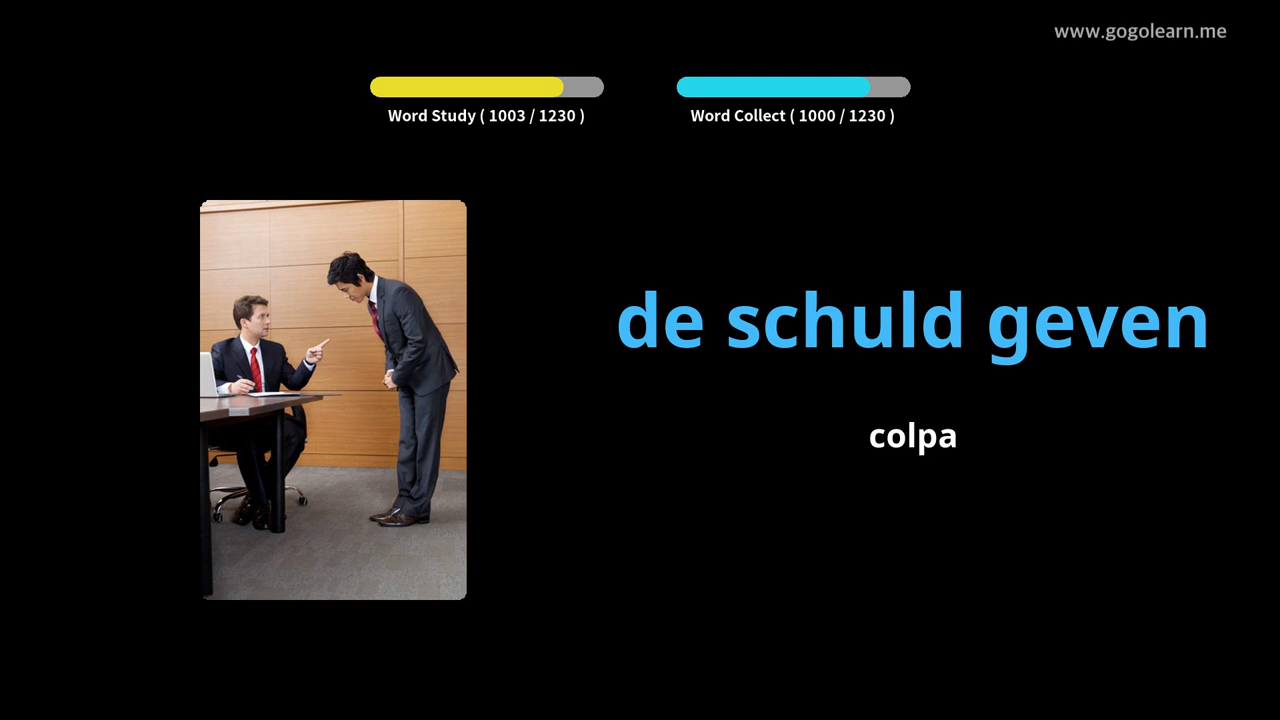 www.gogolearn.me
Word Study ( 1003 / 1230 )
Word Collect ( 1000 / 1230 )
de schuld geven
colpa